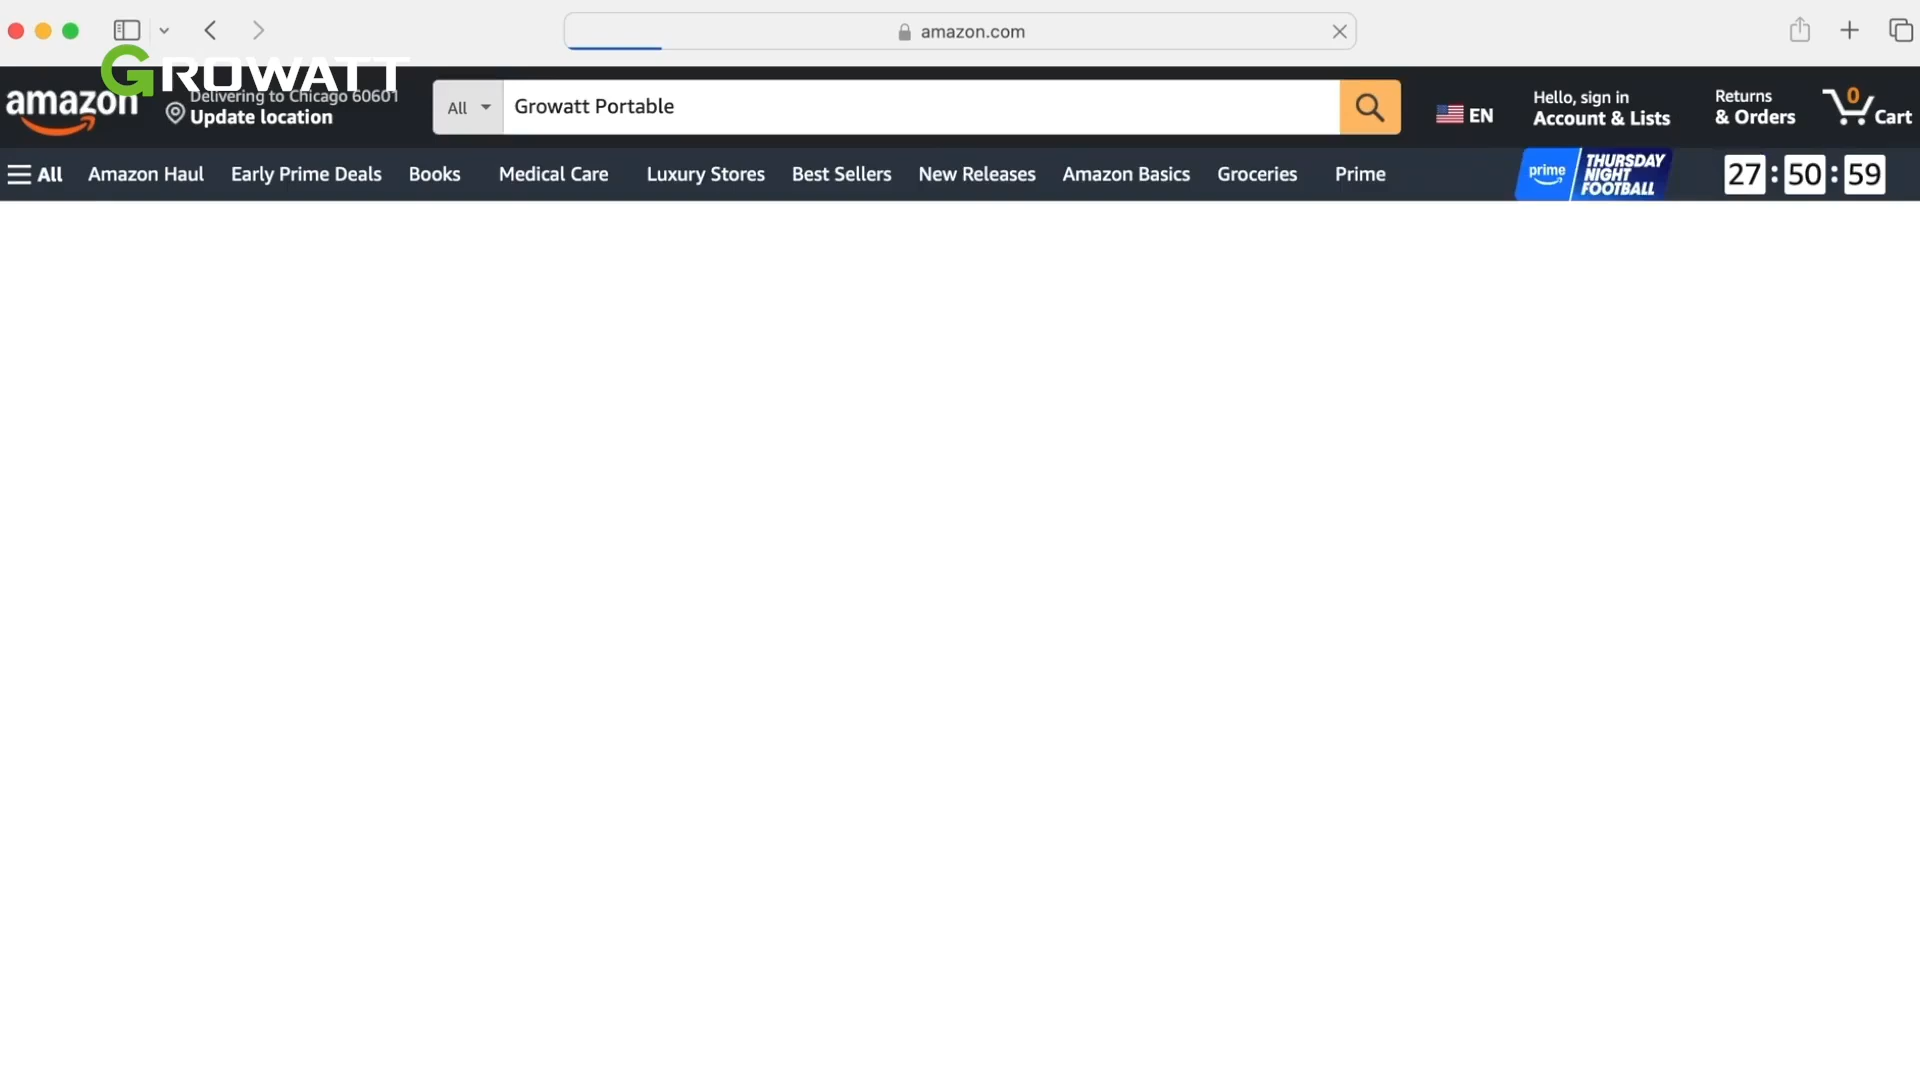 amazon.com
GROWATT
amazon
Delivering to Chicago 60601
Update location
All
Growatt Portable
EN
Hello, sign in
Account & Lists
Returns
& Orders
0
Cart
All
Amazon Haul
Early Prime Deals
Books
Medical Care
Luxury Stores
Best Sellers
New Releases
Amazon Basics
Groceries
Prime
prime
THURSDAY
NIGHT
FOOTBALL
27:50:59